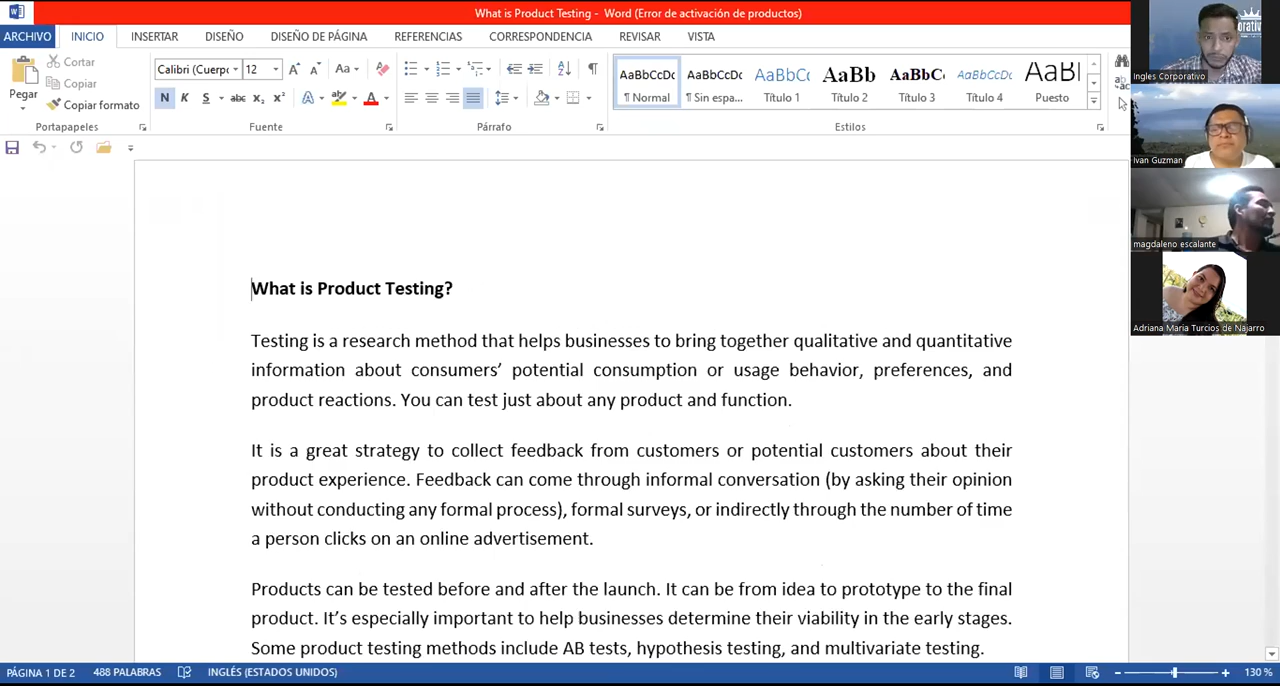 What is Product Testing - Word (Error de activación de productos)
ARCHIVO INICIO INSERTAR DISEÑO DISEÑO DE PÁGINA REFERENCIAS CORRESPONDENCIA REVISAR VISTA
Pegar
Cortar
Copiar
Copiar formato
Portapapeles
Calibri (Cuerpo 12
N K S abc x₂ x²
Fuente
Párrafo
AaBbCcDc AaBbCcDc AaBbCc AaBb AaBbCc AaBbCcDc AaBl
¶ Normal ¶ Sin espa... Título 1 Título 2 Título 3 Título 4 Puesto
Estilos
Ingles Corporativo
Ivan Guzman
magdaleno escalante
Adriana Maria Turcios de Najarro
What is Product Testing?
Testing is a research method that helps businesses to bring together qualitative and quantitative
information about consumers’ potential consumption or usage behavior, preferences, and
product reactions. You can test just about any product and function.
It is a great strategy to collect feedback from customers or potential customers about their
product experience. Feedback can come through informal conversation (by asking their opinion
without conducting any formal process), formal surveys, or indirectly through the number of time
a person clicks on an online advertisement.
Products can be tested before and after the launch. It can be from idea to prototype to the final
product. It’s especially important to help businesses determine their viability in the early stages.
Some product testing methods include AB tests, hypothesis testing, and multivariate testing.
PÁGINA 1 DE 2 488 PALABRAS INGLÉS (ESTADOS UNIDOS) 130 %